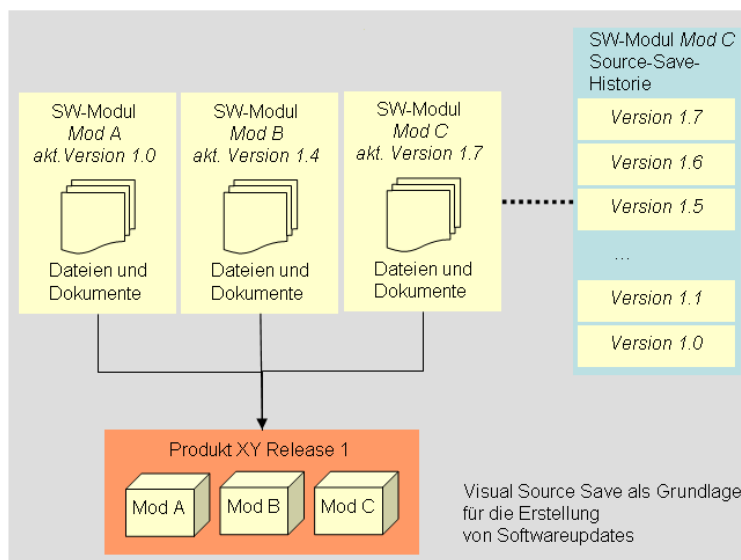 SW-Modul
Mod A
akt.Version 1.0
Dateien und
Dokumente
SW-Modul
Mod B
akt. Version 1.4
Dateien und
Dokumente
SW-Modul
Mod C
akt. Version 1.7
Dateien und
Dokumente
SW-Modul Mod C
Source-Save-
Historie
Version 1.7
Version 1.6
Version 1.5
...
Version 1.1
Version 1.0
Produkt XY Release 1
Mod A
Mod B
Mod C
Visual Source Save als Grundlage
für die Erstellung
von Softwareupdates